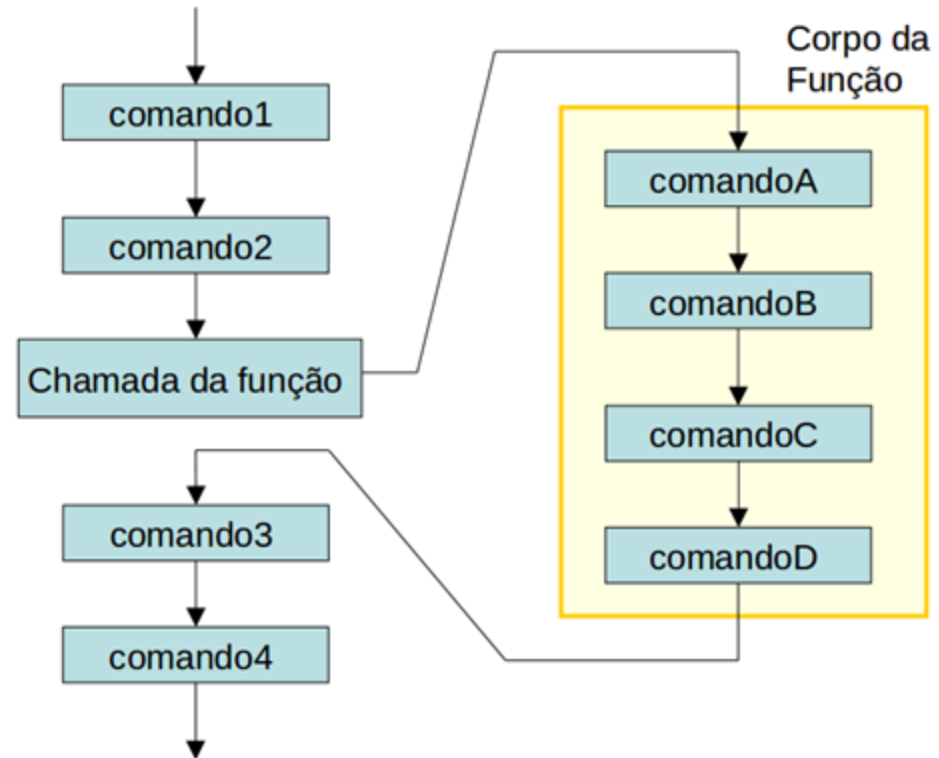 comando1
comando2
Chamada da função
Corpo da
Função
comandoA
comandoB
comandoC
comandoD
comando3
comando4